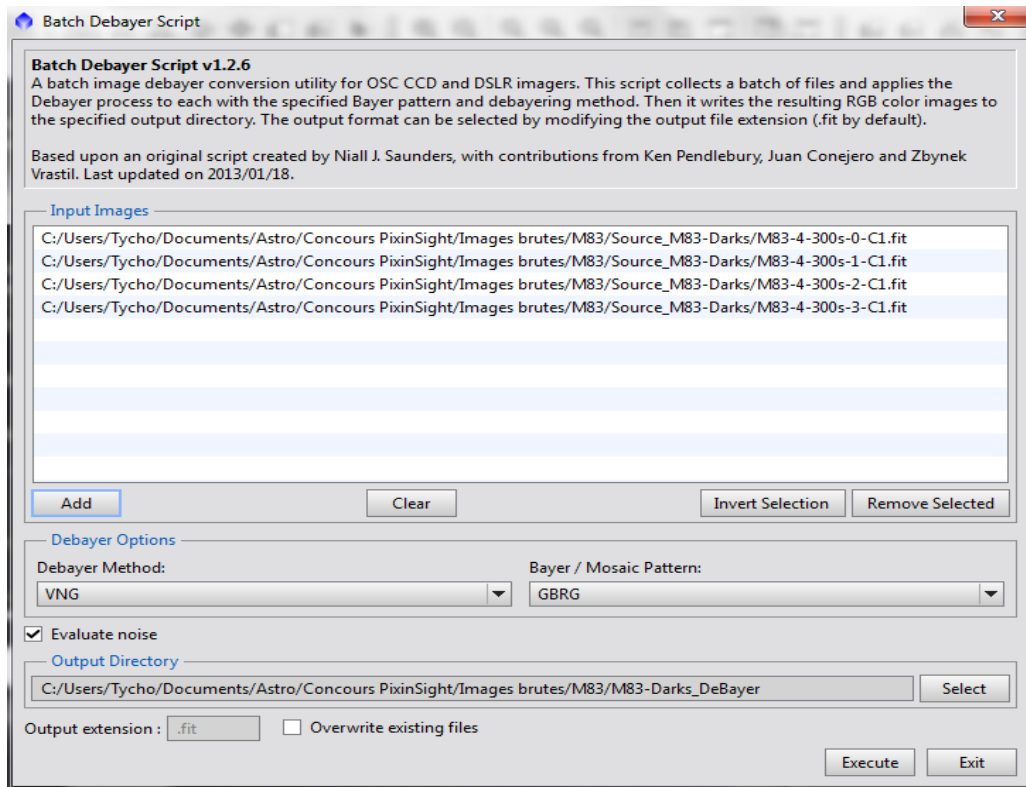 Batch Debayer Script
Batch Debayer Script v1.2.6
A batch image debayer conversion utility for OSC CCD and DSLR imagers. This script collects a batch of files and applies the
Debayer process to each with the specified Bayer pattern and debayering method. Then it writes the resulting RGB color images to
the specified output directory. The output format can be selected by modifying the output file extension (.fit by default).
Based upon an original script created by Niall J. Saunders, with contributions from Ken Pendlebury, Juan Conejero and Zbynek
Vrastil. Last updated on 2013/01/18.
Input Images
C:/Users/Tycho/Documents/Astro/Concours PixinSight/Images brutes/M83/Source_M83-Darks/M83-4-300s-0-C1.fit
C:/Users/Tycho/Documents/Astro/Concours PixinSight/Images brutes/M83/Source_M83-Darks/M83-4-300s-1-C1.fit
C:/Users/Tycho/Documents/Astro/Concours PixinSight/Images brutes/M83/Source_M83-Darks/M83-4-300s-2-C1.fit
C:/Users/Tycho/Documents/Astro/Concours PixinSight/Images brutes/M83/Source_M83-Darks/M83-4-300s-3-C1.fit
Add Clear Invert Selection Remove Selected
Debayer Options
Debayer Method: Bayer / Mosaic Pattern:
VNG GBRG
Evaluate noise
Output Directory
C:/Users/Tycho/Documents/Astro/Concours PixinSight/Images brutes/M83/M83-Darks_DeBayer Select
Output extension : .fit Overwrite existing files
Execute Exit